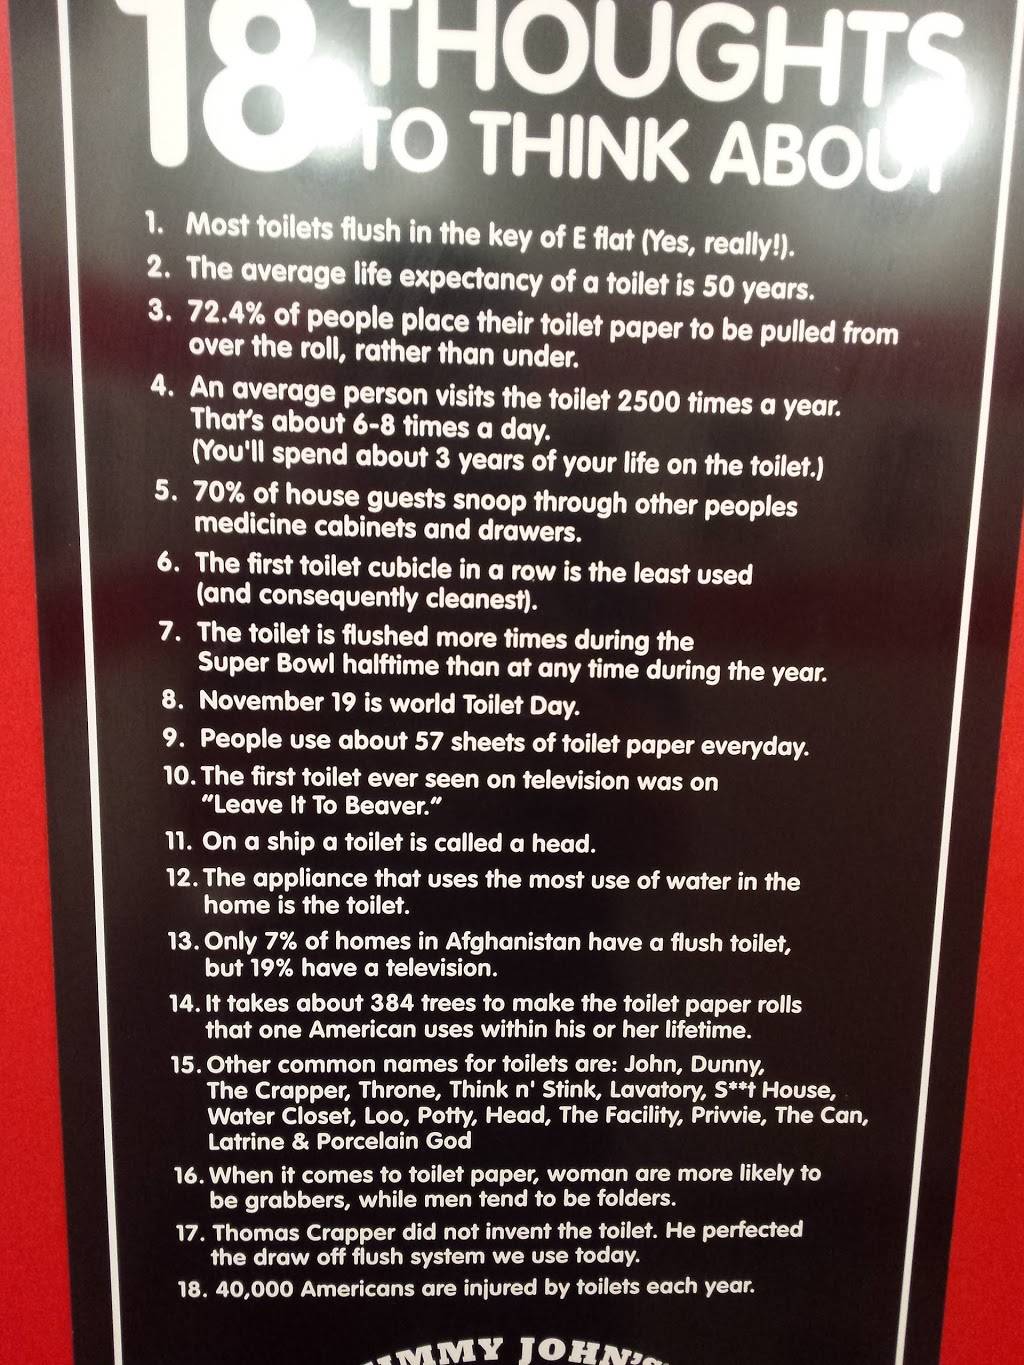 18 THOUGHTS
TO THINK ABOUT
1. Most toilets flush in the key of E flat (Yes, really!).
2. The average life expectancy of a toilet is 50 years.
3. 72.4% of people place their toilet paper to be pulled from
over the roll, rather than under.
4. An average person visits the toilet 2500 times a year.
That's about 6-8 times a day.
(You'll spend about 3 years of your life on the toilet.)
5. 70% of house guests snoop through other peoples
medicine cabinets and drawers.
6. The first toilet cubicle in a row is the least used
(and consequently cleanest).
7. The toilet is flushed more times during the
Super Bowl halftime than at any time during the year.
8. November 19 is world Toilet Day.
9. People use about 57 sheets of toilet paper everyday.
10. The first toilet ever seen on television was on
"Leave It To Beaver."
11. On a ship a toilet is called a head.
12. The appliance that uses the most use of water in the
home is the toilet.
13. Only 7% of homes in Afghanistan have a flush toilet,
but 19% have a television.
14. It takes about 384 trees to make the toilet paper rolls
that one American uses within his or her lifetime.
15. Other common names for toilets are: John, Dunny,
The Crapper, Throne, Think n' Stink, Lavatory, S**t House,
Water Closet, Loo, Potty, Head, The Facility, Privvie, The Can,
Latrine & Porcelain God
16. When it comes to toilet paper, woman are more likely to
be grabbers, while men tend to be folders.
17. Thomas Crapper did not invent the toilet. He perfected
the draw off flush system we use today.
18. 40,000 Americans are injured by toilets each year.
JIMMY JOHN'S